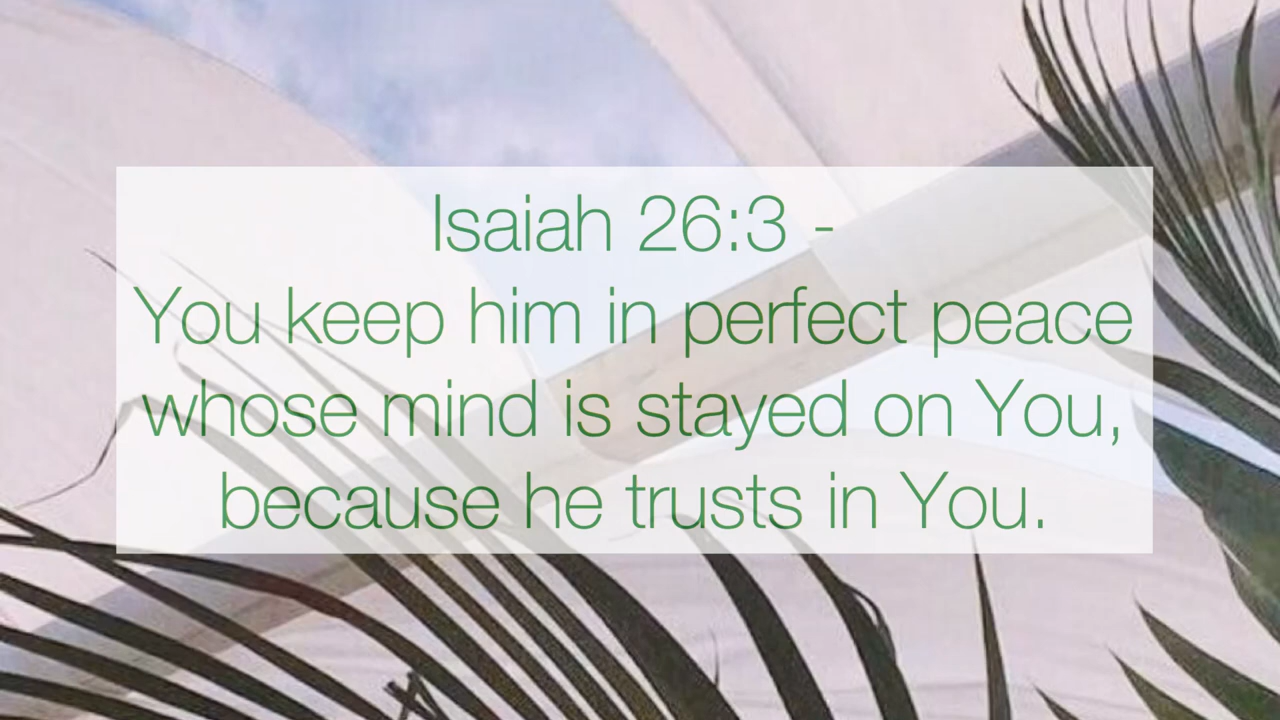 Isaiah 26:3 -
You keep him in perfect peace
whose mind is stayed on You,
because he trusts in You.